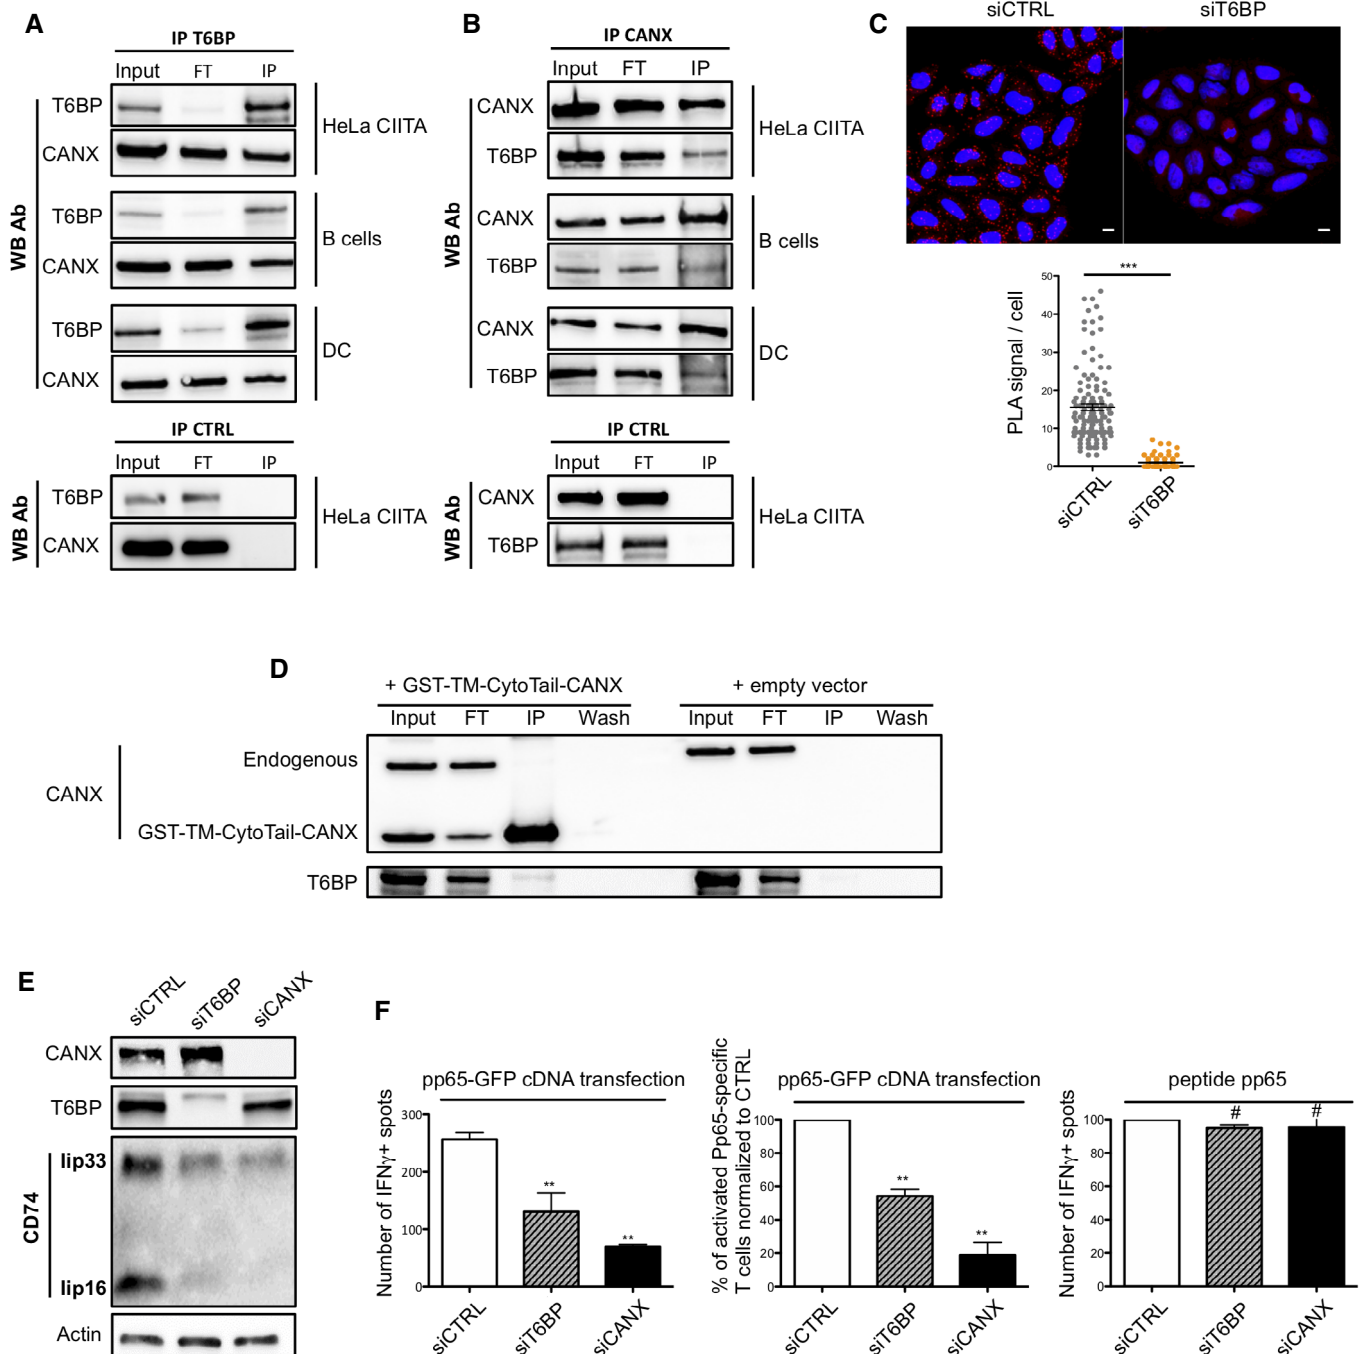 A
IP T6BP
Input FT IP
WB Ab
T6BP
CANX
HeLa CIITA
T6BP
CANX
B cells
T6BP
CANX
DC
IP CTRL
Input FT IP
WB Ab
T6BP
CANX
HeLa CIITA
B
IP CANX
Input FT IP
WB Ab
CANX
T6BP
HeLa CIITA
CANX
T6BP
B cells
CANX
T6BP
DC
IP CTRL
Input FT IP
WB Ab
CANX
T6BP
HeLa CIITA
C
siCTRL siT6BP
PLA signal / cell
50
40
30
20
10
0
***
siCTRL siT6BP
D
+ GST-TM-CytoTail-CANX + empty vector
Input FT IP Wash Input FT IP Wash
CANX
Endogenous
GST-TM-CytoTail-CANX
T6BP
E
siCTRL siT6BP siCANX
CANX
T6BP
CD74
Iip33
Iip16
Actin
F
pp65-GFP cDNA transfection
Number of IFNγ+ spots
300
200
100
0
** **
siCTRL siT6BP siCANX
pp65-GFP cDNA transfection
% of activated Pp65-specific
T cells normalized to CTRL
100
80
60
40
20
0
** **
siCTRL siT6BP siCANX
peptide pp65
Number of IFNγ+ spots
100
80
60
40
20
0
# #
siCTRL siT6BP siCANX